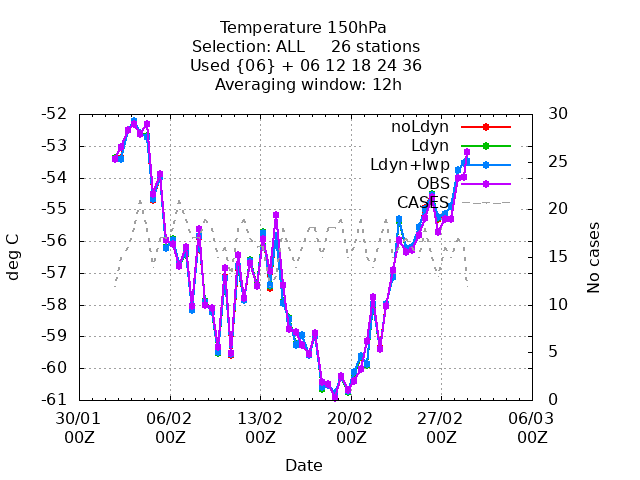 Temperature 150hPa
Selection: ALL 26 stations
Used {06} + 06 12 18 24 36
Averaging window: 12h
noLdyn
Ldyn
Ldyn+lwp
OBS
CASES
deg C
-52
-53
-54
-55
-56
-57
-58
-59
-60
-61
No cases
30
25
20
15
10
5
0
30/01 06/02 13/02 20/02 27/02 06/03
00Z 00Z 00Z 00Z 00Z 00Z
Date